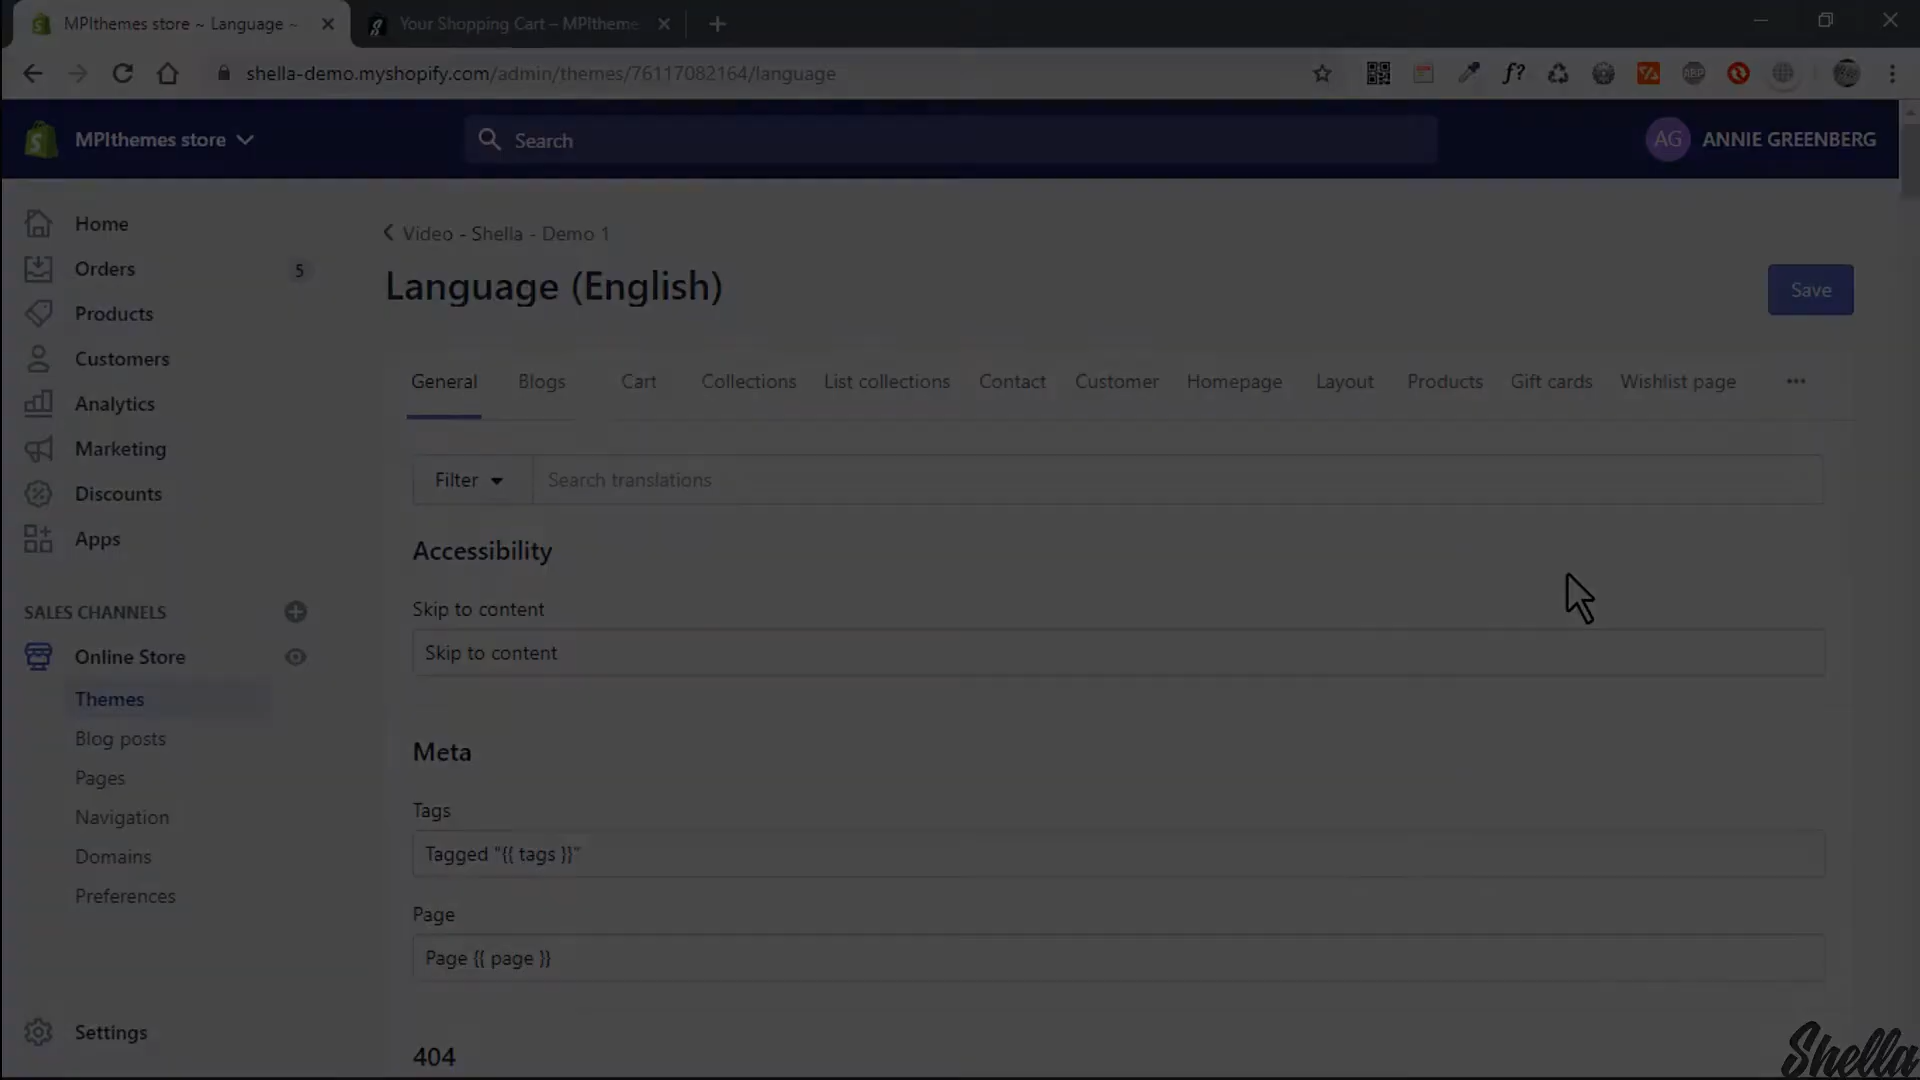 MPIthemes store ~ Language ~
Your Shopping Cart – MPItheme
shella-demo.myshopify.com/admin/themes/76117082164/language
f?
ABP
MPIthemes store
Search
AG
ANNIE GREENBERG
Home
Orders
5
Products
Customers
Analytics
Marketing
Discounts
Apps
SALES CHANNELS
Online Store
Themes
Blog posts
Pages
Navigation
Domains
Preferences
Settings
Video - Shella - Demo 1
Language (English)
Save
General
Blogs
Cart
Collections
List collections
Contact
Customer
Homepage
Layout
Products
Gift cards
Wishlist page
Filter
Search translations
Accessibility
Skip to content
Skip to content
Meta
Tags
Tagged "{{ tags }}"
Page
Page {{ page }}
404
Shella